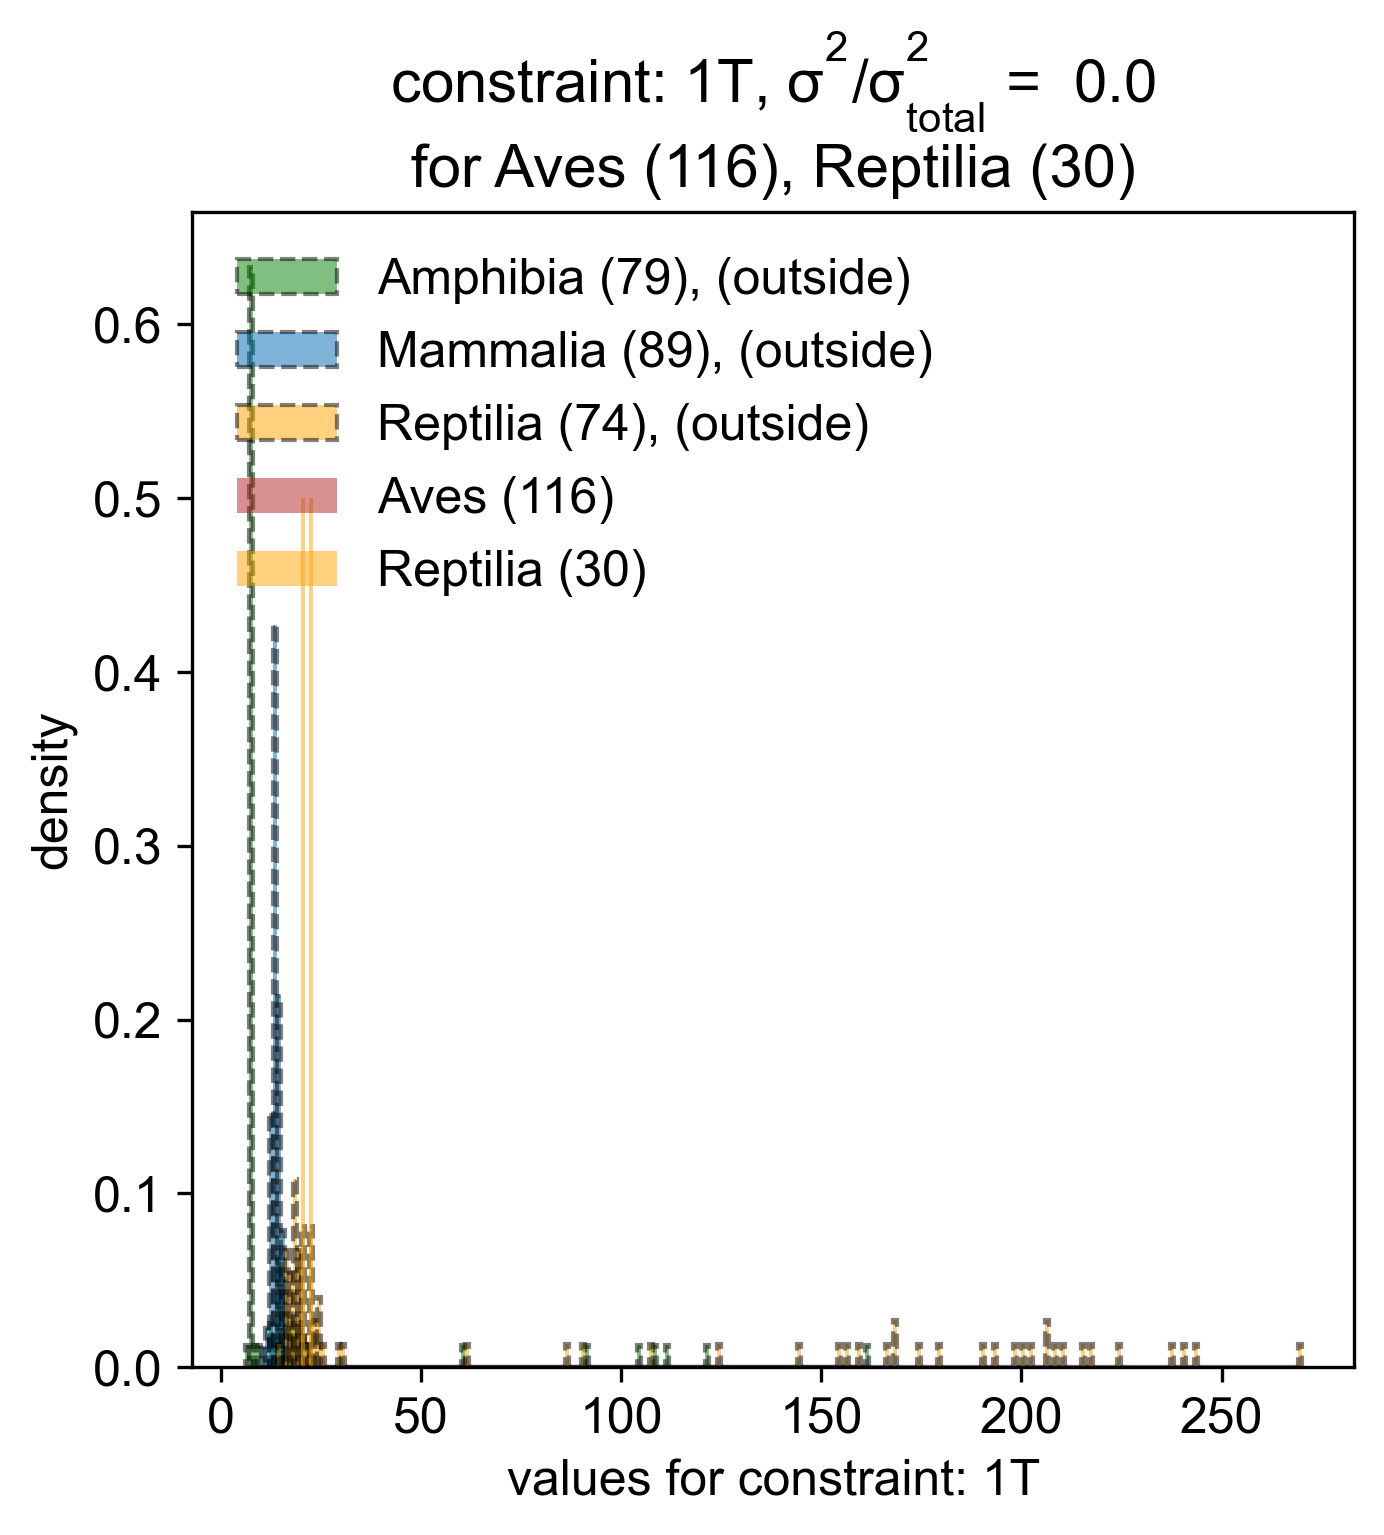 constraint: 1T, σ²/σ²total = 0.0
for Aves (116), Reptilia (30)
Amphibia (79), (outside)
Mammalia (89), (outside)
Reptilia (74), (outside)
Aves (116)
Reptilia (30)
0.6
0.5
0.4
0.3
0.2
0.1
0.0
density
0 50 100 150 200 250
values for constraint: 1T